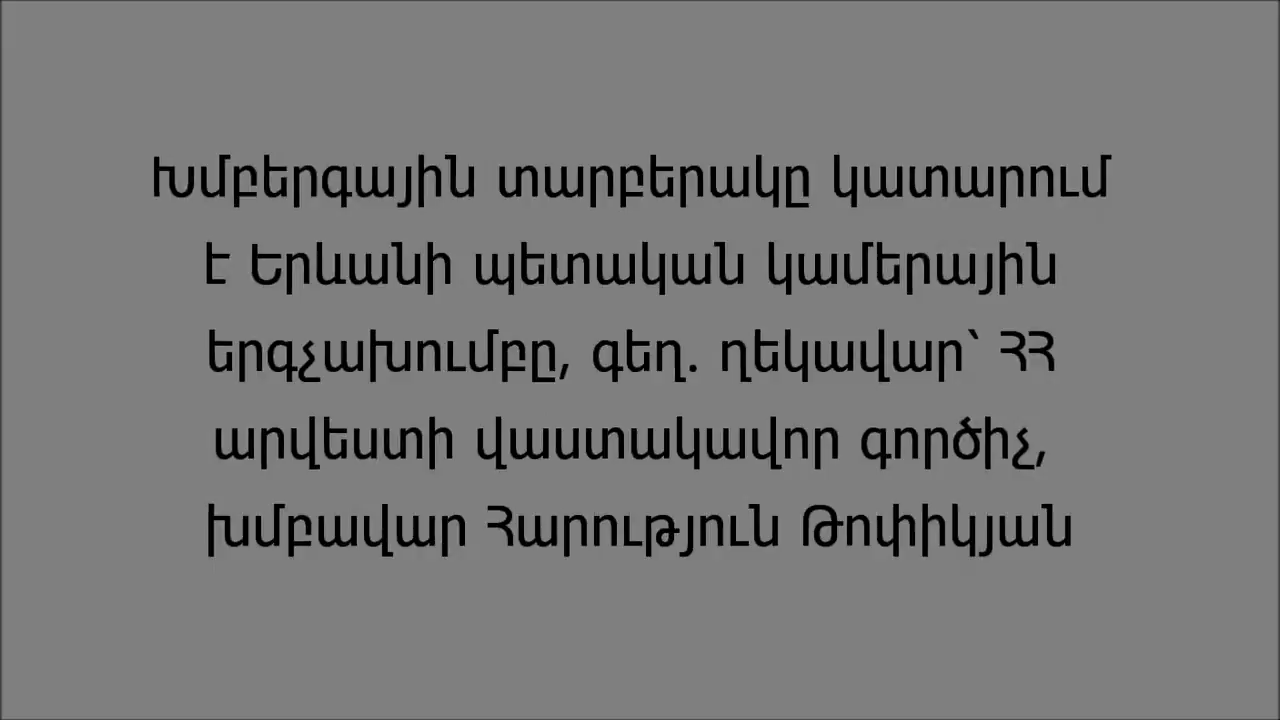 Խմբերգային տարբերակը կատարում
է Երևանի պետական կամերային
երգչախումբը, գեղ. ղեկավար՝ ՀՀ
արվեստի վաստակավոր գործիչ,
խմբավար Հարություն Թոփիկյան